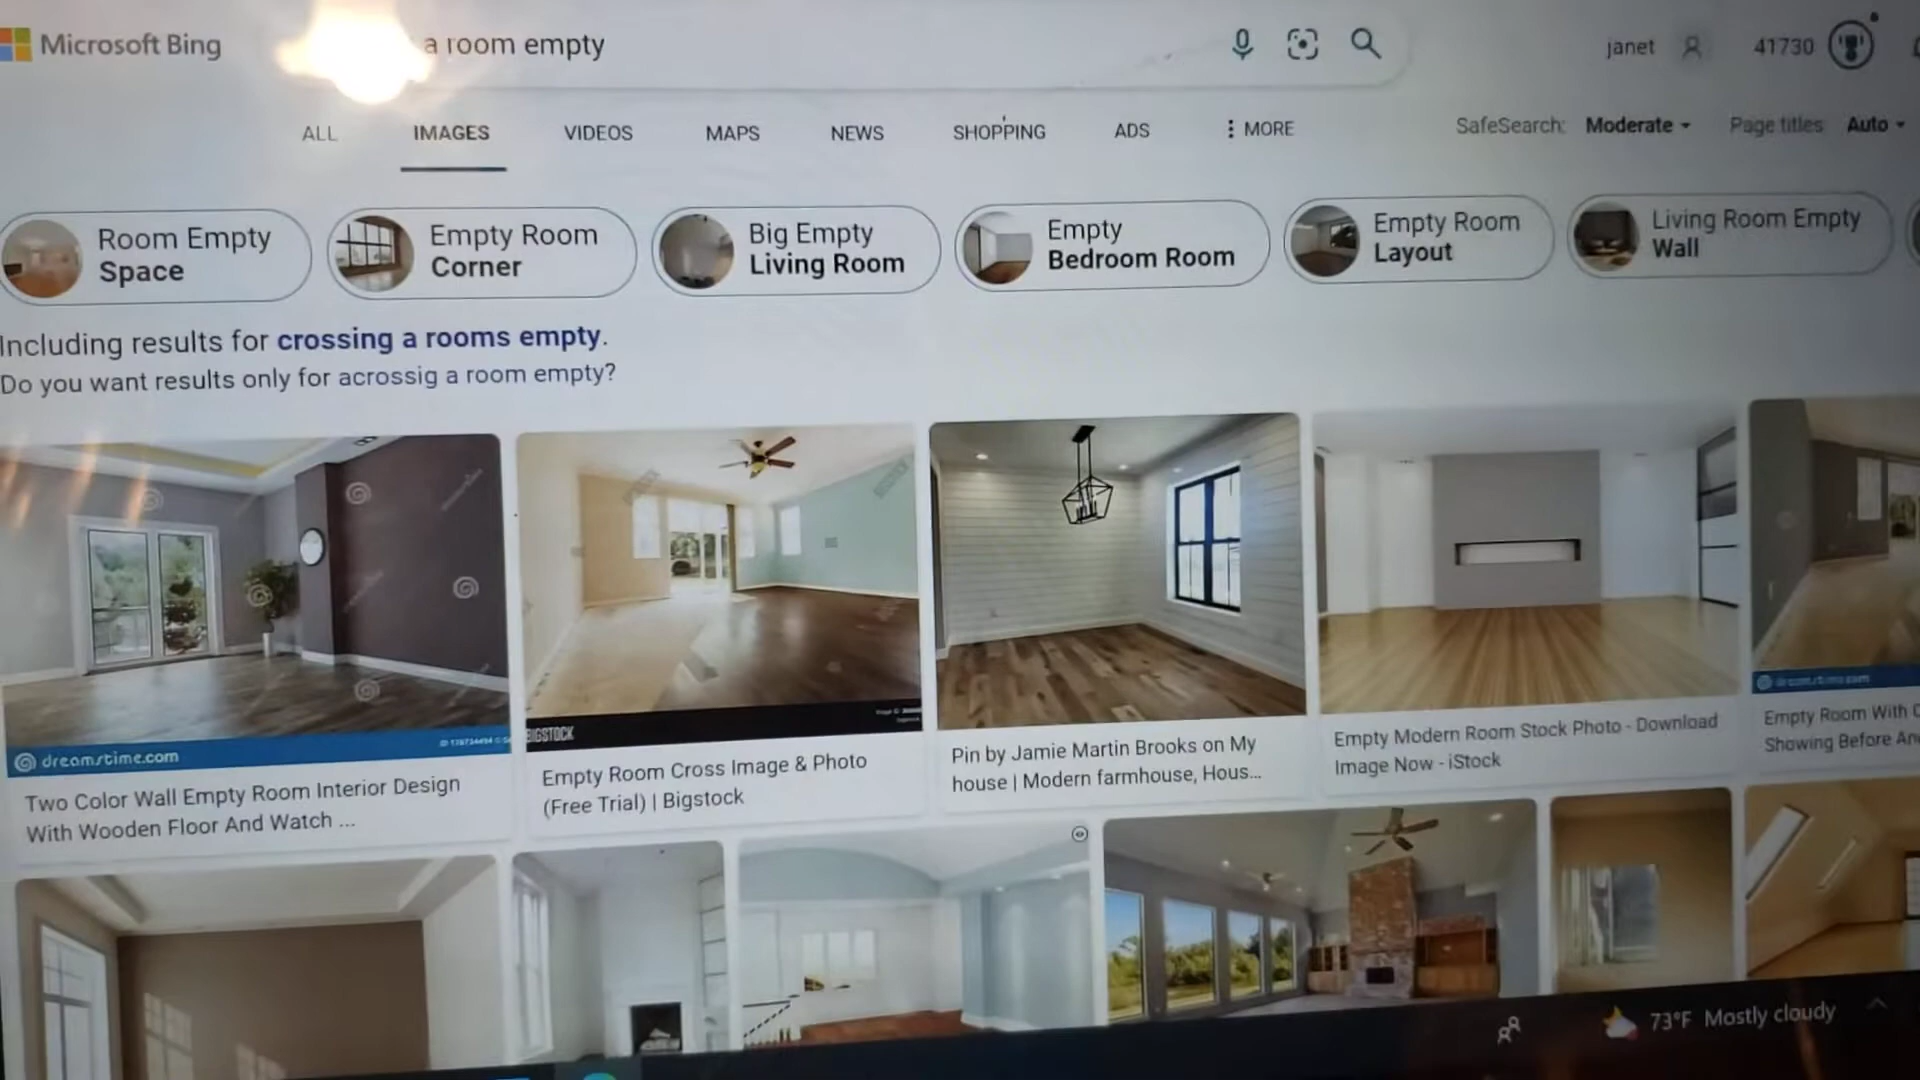 Microsoft Bing
a room empty
janet
41730
ALL
IMAGES
VIDEOS
MAPS
NEWS
SHOPPING
ADS
MORE
SafeSearch:
Moderate
Page titles
Auto
Room Empty
Space
Empty Room
Corner
Big Empty
Living Room
Empty
Bedroom Room
Empty Room
Layout
Living Room Empty
Wall
Including results for crossing a rooms empty.
Do you want results only for acrossig a room empty?
dreamstime.com
BIGSTOCK
dreamstime.com
Two Color Wall Empty Room Interior Design
With Wooden Floor And Watch ...
Empty Room Cross Image & Photo
(Free Trial) | Bigstock
Pin by Jamie Martin Brooks on My
house | Modern farmhouse, Hous...
Empty Modern Room Stock Photo - Download
Image Now - iStock
Empty Room With
Showing Before
73°F Mostly cloudy